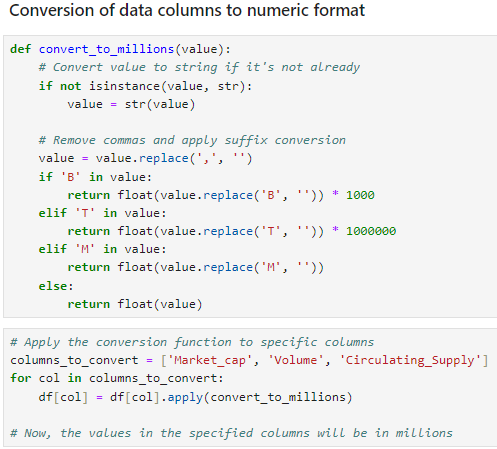 Conversion of data columns to numeric format
def convert_to_millions(value):
    # Convert value to string if it's not already
    if not isinstance(value, str):
        value = str(value)

    # Remove commas and apply suffix conversion
    value = value.replace(',', '')
    if 'B' in value:
        return float(value.replace('B', '')) * 1000
    elif 'T' in value:
        return float(value.replace('T', '')) * 1000000
    elif 'M' in value:
        return float(value.replace('M', ''))
    else:
        return float(value)
# Apply the conversion function to specific columns
columns_to_convert = ['Market_cap', 'Volume', 'Circulating_Supply']
for col in columns_to_convert:
    df[col] = df[col].apply(convert_to_millions)

# Now, the values in the specified columns will be in millions